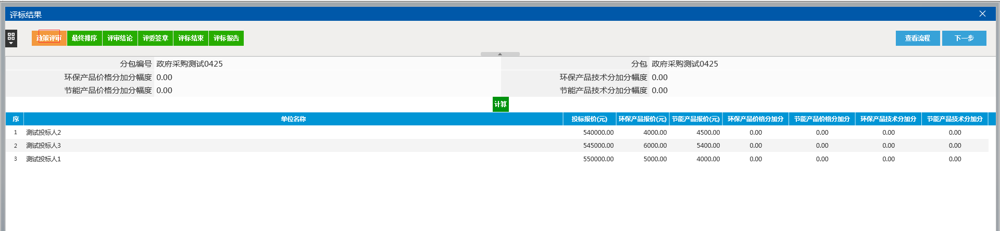 评标结果
政策评审 最终排序 评审结论 评委签章 评标结束 评标报告 查看流程 下一步
分包编号 政府采购测试0425 分包 政府采购测试0425
环保产品价格分加分幅度 0.00 环保产品技术分加分幅度 0.00
节能产品价格分加分幅度 0.00 节能产品技术分加分幅度 0.00
计算
序 单位名称 投标报价(元) 环保产品报价(元) 节能产品报价(元) 环保产品价格分加分 节能产品价格分加分 环保产品技术分加分 节能产品技术分加分
1 测试投标人2 540000.00 4000.00 4500.00 0.00 0.00 0.00 0.00
2 测试投标人3 545000.00 6000.00 5400.00 0.00 0.00 0.00 0.00
3 测试投标人1 550000.00 5000.00 4000.00 0.00 0.00 0.00 0.00